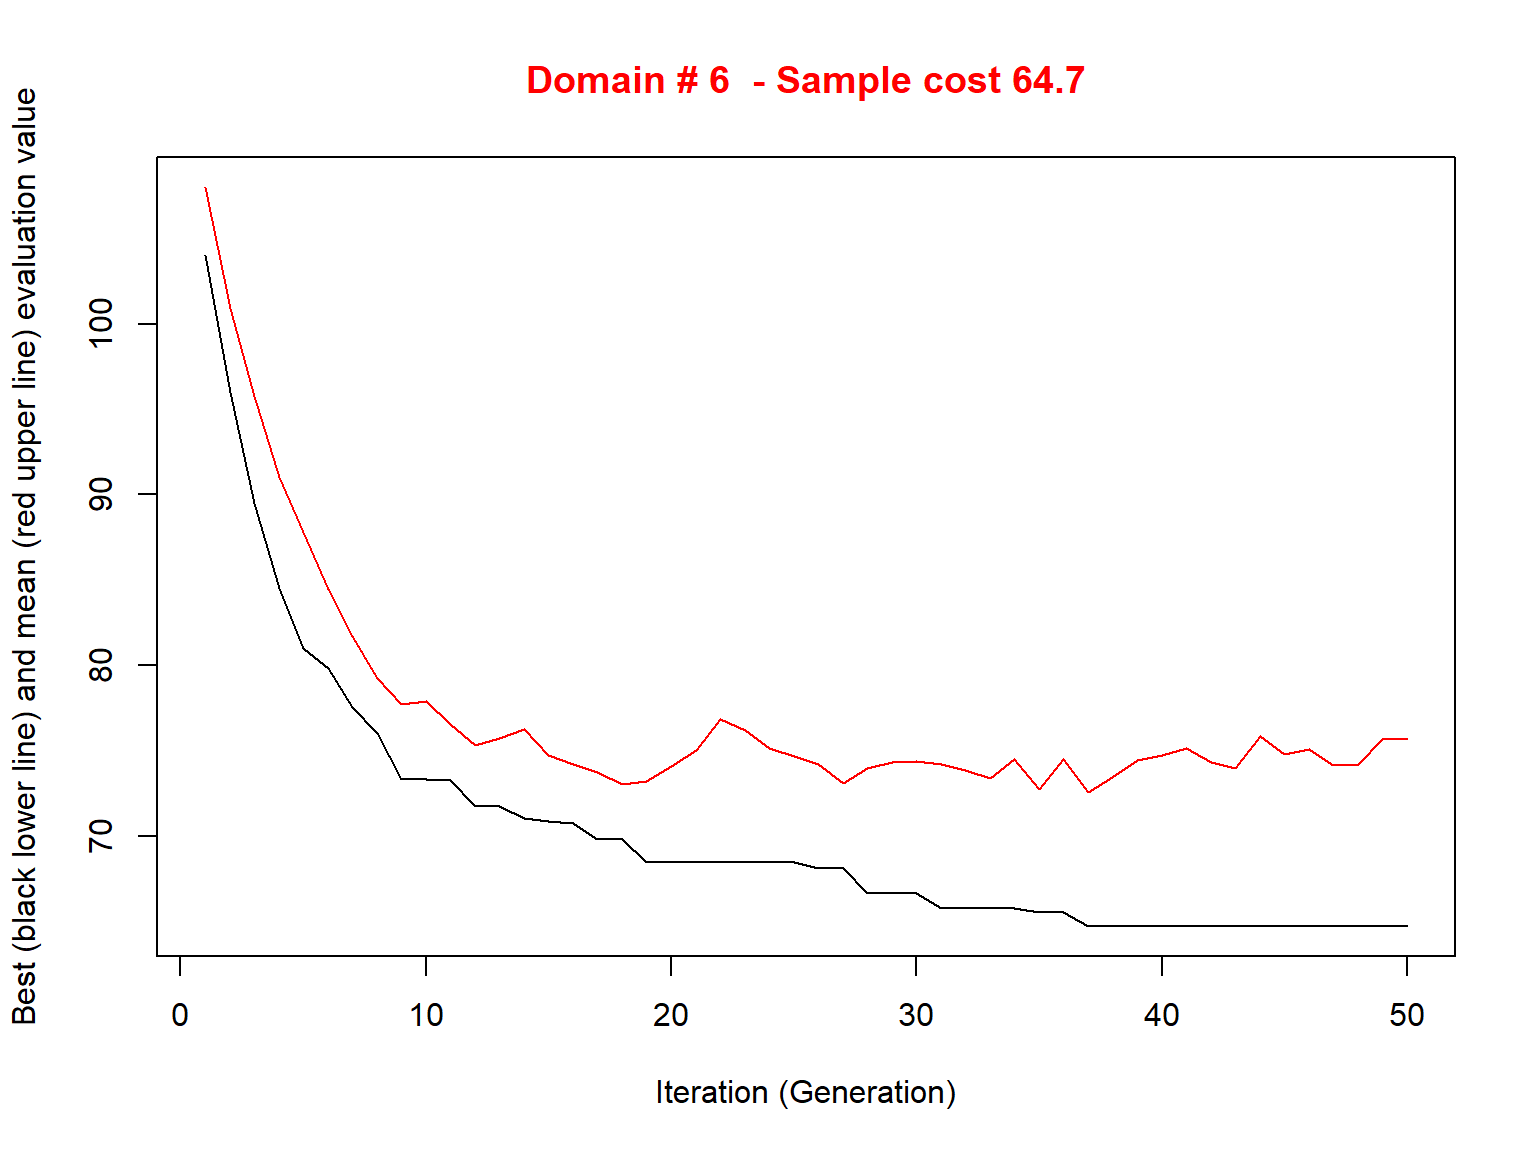 Domain # 6  - Sample cost 64.7
Best (black lower line) and mean (red upper line) evaluation value
100
90
80
70
0 10 20 30 40 50
Iteration (Generation)